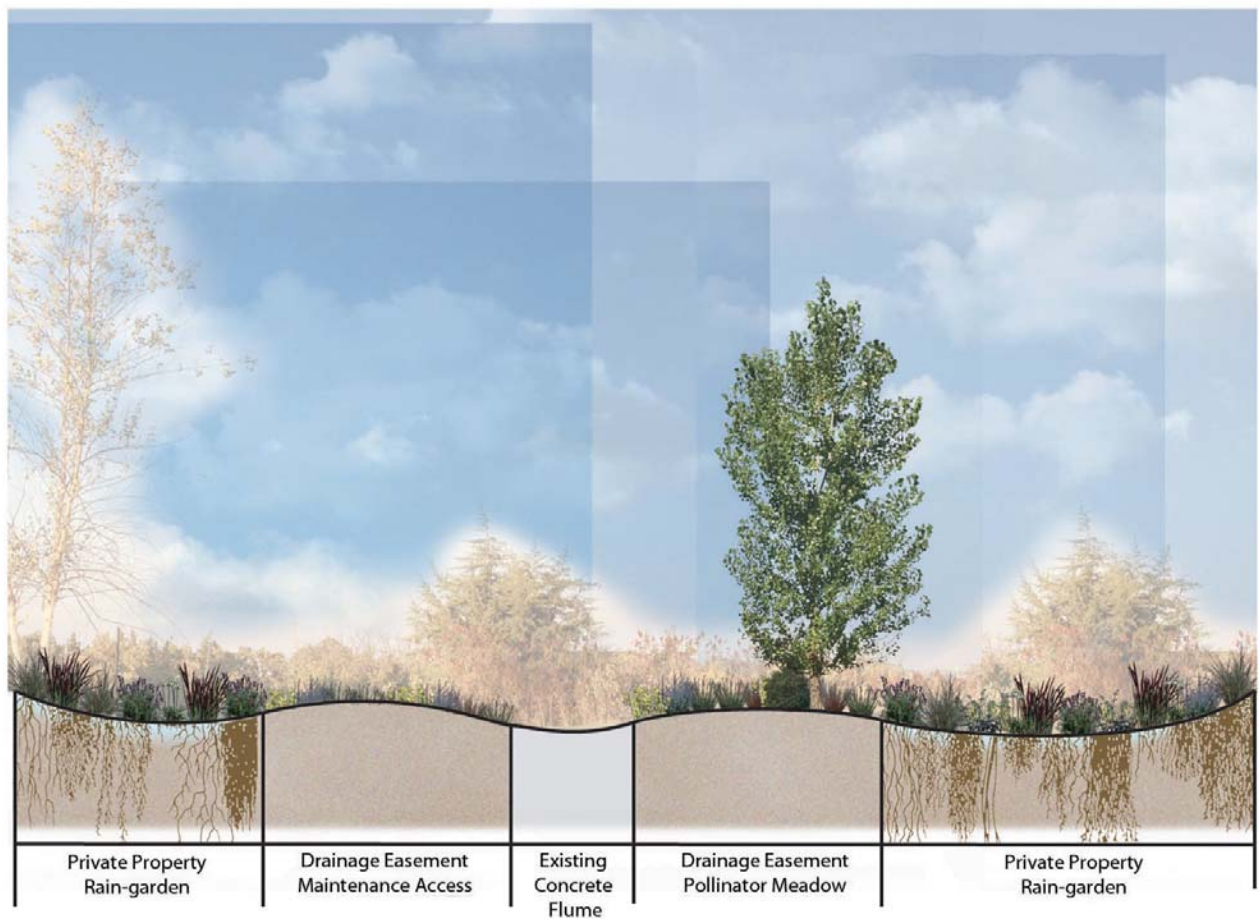 Private Property
Rain-garden
Drainage Easement
Maintenance Access
Existing
Concrete
Flume
Drainage Easement
Pollinator Meadow
Private Property
Rain-garden